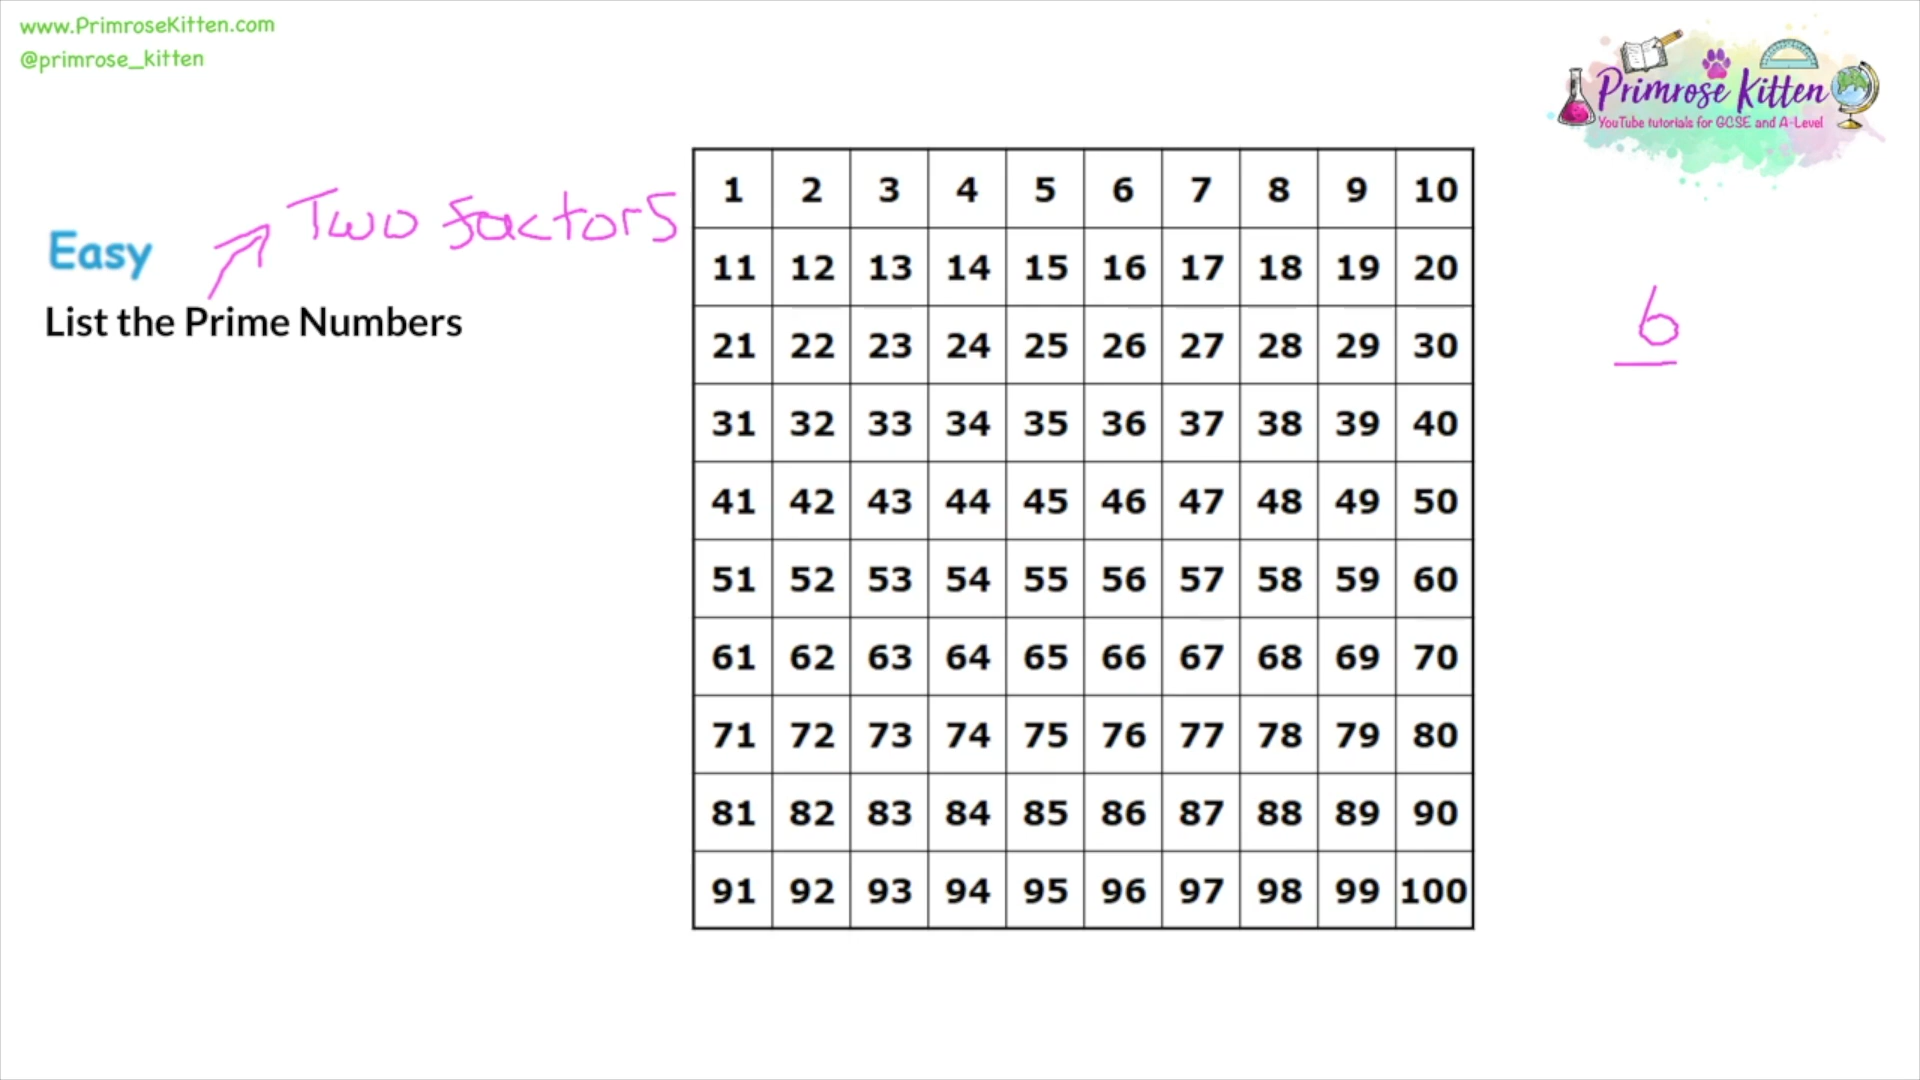 www.PrimroseKitten.com
@primrose_kitten
Primrose Kitten
YouTube tutorials for GCSE and A-Level
Two factors
Easy
List the Prime Numbers
1 2 3 4 5 6 7 8 9 10
11 12 13 14 15 16 17 18 19 20
21 22 23 24 25 26 27 28 29 30
31 32 33 34 35 36 37 38 39 40
41 42 43 44 45 46 47 48 49 50
51 52 53 54 55 56 57 58 59 60
61 62 63 64 65 66 67 68 69 70
71 72 73 74 75 76 77 78 79 80
81 82 83 84 85 86 87 88 89 90
91 92 93 94 95 96 97 98 99 100
6